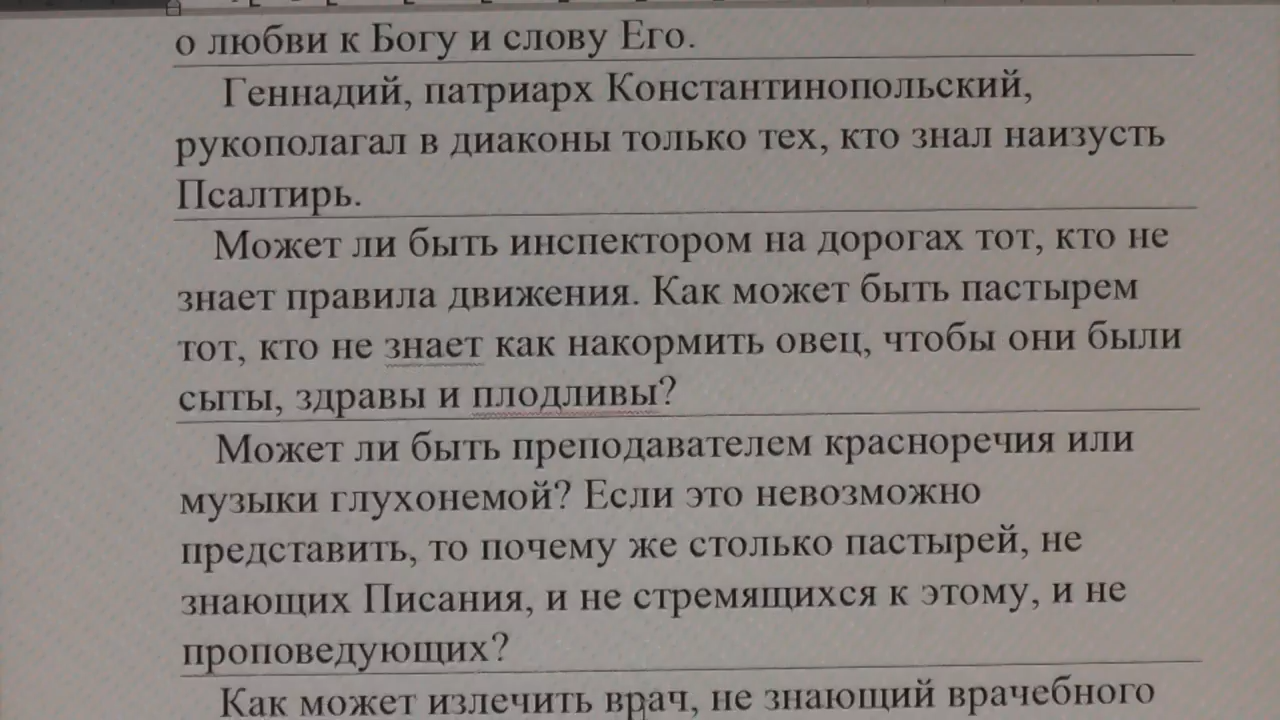 о любви к Богу и слову Его.
Геннадий, патриарх Константинопольский,
рукополагал в диаконы только тех, кто знал наизусть
Псалтирь.
Может ли быть инспектором на дорогах тот, кто не
знает правила движения. Как может быть пастырем
тот, кто не знает как накормить овец, чтобы они были
сыты, здравы и плодливы?
Может ли быть преподавателем красноречия или
музыки глухонемой? Если это невозможно
представить, то почему же столько пастырей, не
знающих Писания, и не стремящихся к этому, и не
проповедующих?
Как может излечить врач, не знающий врачебного